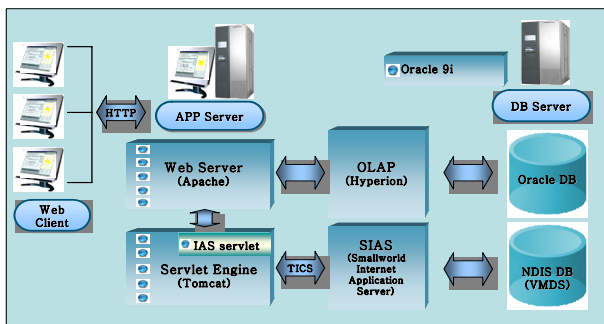 Oracle 9i
HTTP
APP Server
DB Server
Web Server
(Apache)
OLAP
(Hyperion)
Oracle DB
Web
Client
IAS servlet
Servlet Engine
(Tomcat)
TICS
SIAS
(Smallworld
Internet
Application
Server)
NDIS DB
(VMDS)